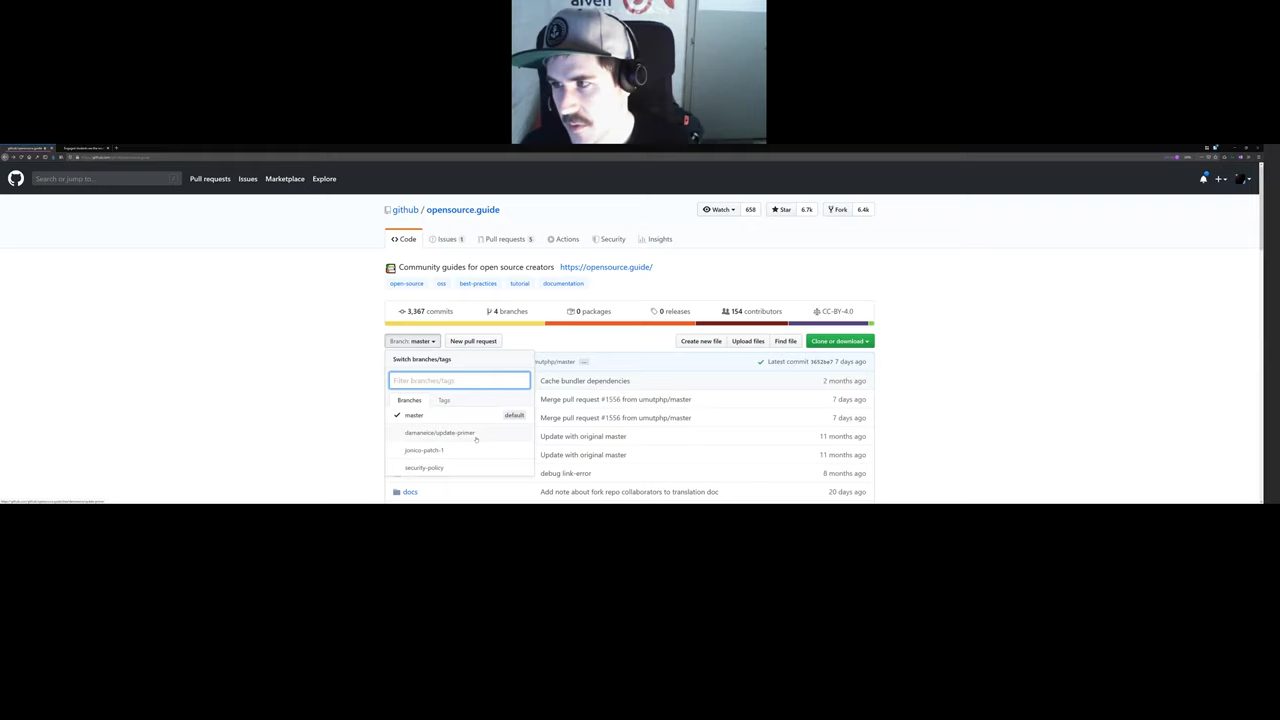 Search or jump to...
/
Pull requests
Issues
Marketplace
Explore
github / opensource.guide
Watch
658
Star
6.7k
Fork
6.4k
Code
Issues 1
Pull requests 5
Actions
Security
Insights
Community guides for open source creators
https://opensource.guide/
open-source
oss
best-practices
tutorial
documentation
3,367 commits
4 branches
0 packages
0 releases
154 contributors
CC-BY-4.0
Branch: master
New pull request
Create new file
Upload files
Find file
Clone or download
Switch branches/tags
mutphp/master
Latest commit 3652be7 7 days ago
Filter branches/tags
Cache bundler dependencies
2 months ago
Branches
Tags
Merge pull request #1556 from umutphp/master
7 days ago
master
default
Merge pull request #1556 from umutphp/master
7 days ago
damaneice/update-primer
Update with original master
11 months ago
jonico-patch-1
Update with original master
11 months ago
security-policy
debug link-error
8 months ago
docs
Add note about fork repo collaborators to translation doc
20 days ago